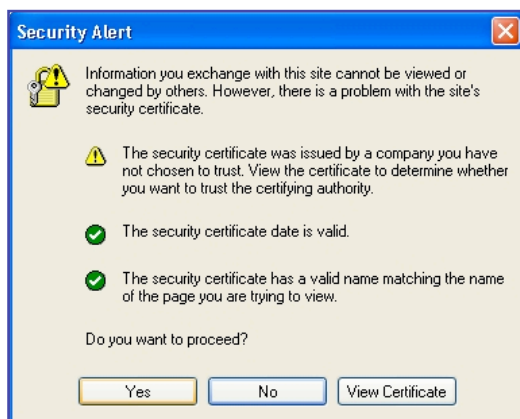 Security Alert
Information you exchange with this site cannot be viewed or
changed by others. However, there is a problem with the site's
security certificate.
The security certificate was issued by a company you have
not chosen to trust. View the certificate to determine whether
you want to trust the certifying authority.
The security certificate date is valid.
The security certificate has a valid name matching the name
of the page you are trying to view.
Do you want to proceed?
Yes No View Certificate